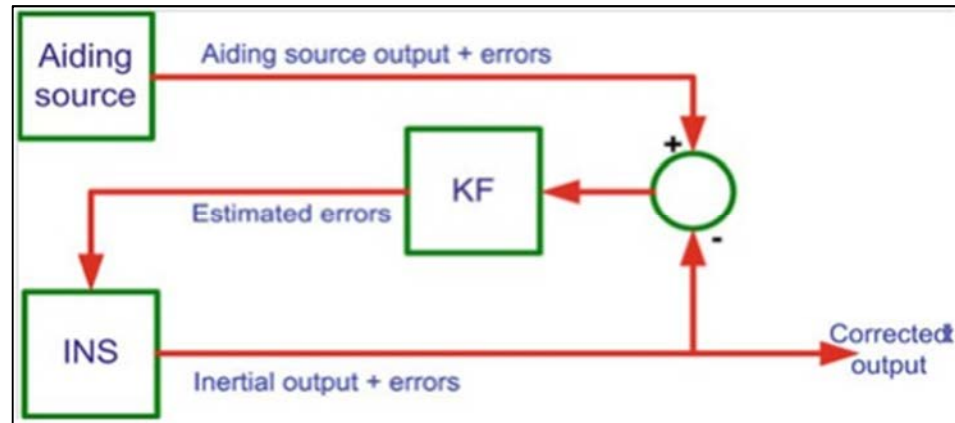 Aiding
source
Aiding source output + errors
+
KF
Estimated errors
-
INS
Inertial output + errors
Corrected
output